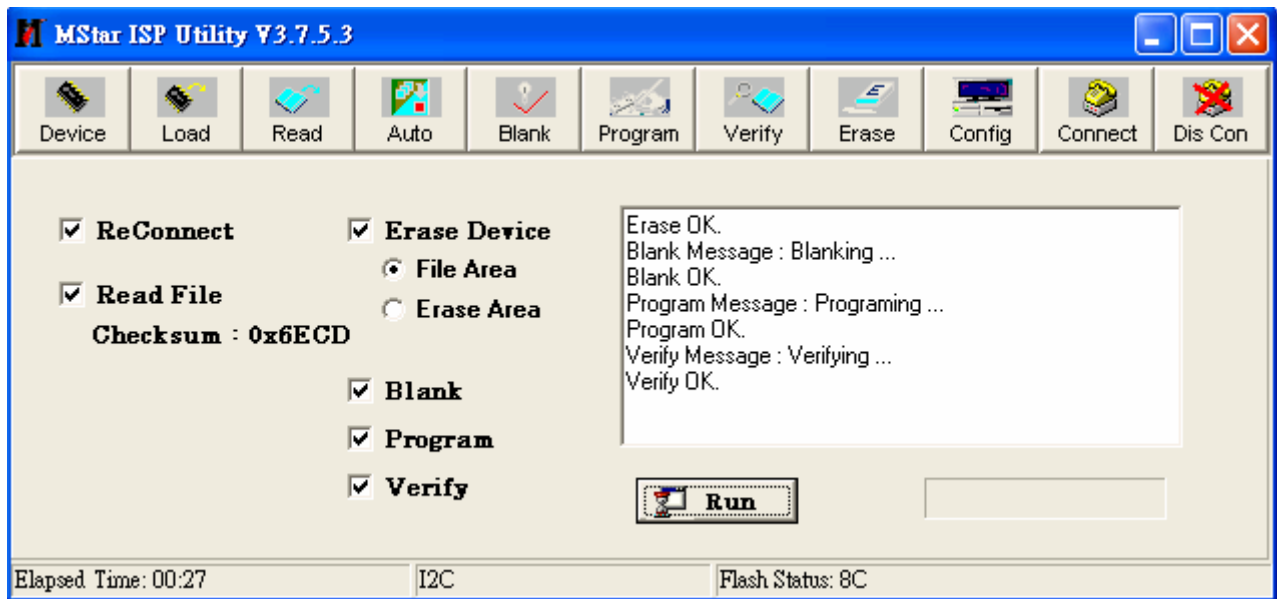 MStar ISP Utility V3.7.5.3
Device Load Read Auto Blank Program Verify Erase Config Connect Dis Con
ReConnect
Read File
Checksum : 0x6ECD
Erase Device
File Area
Erase Area
Blank
Program
Verify
Erase OK.
Blank Message : Blanking ...
Blank OK.
Program Message : Programing ...
Program OK.
Verify Message : Verifying ...
Verify OK.
Run
Elapsed Time: 00:27 I2C Flash Status: 8C